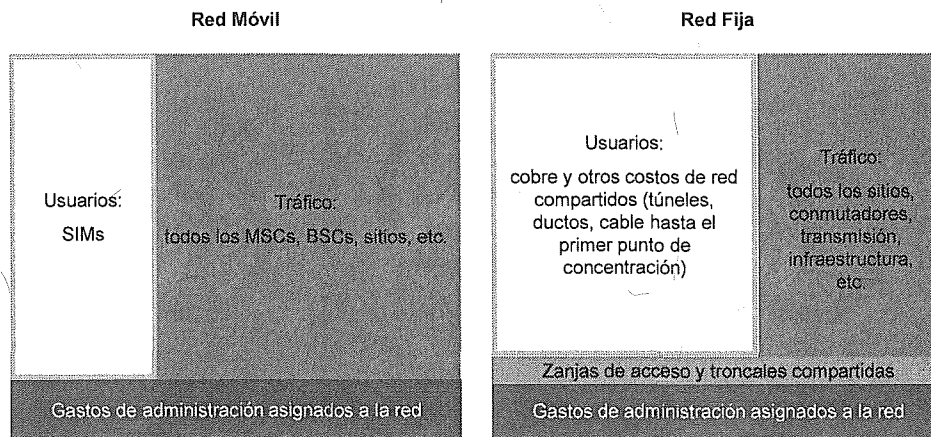 Red Móvil
Usuarios:
SIMs
Tráfico:
todos los MSCs, BSCs, sitios, etc.
Gastos de administración asignados a la red
Red Fija
Usuarios:
cobre y otros costos de red
compartidos (túneles,
ductos, cable hasta el
primer punto de
concentración)
Tráfico:
todos los sitios,
conmutadores,
transmisión,
infraestructura,
etc.
Zanjas de acceso y troncales compartidas
Gastos de administración asignados a la red